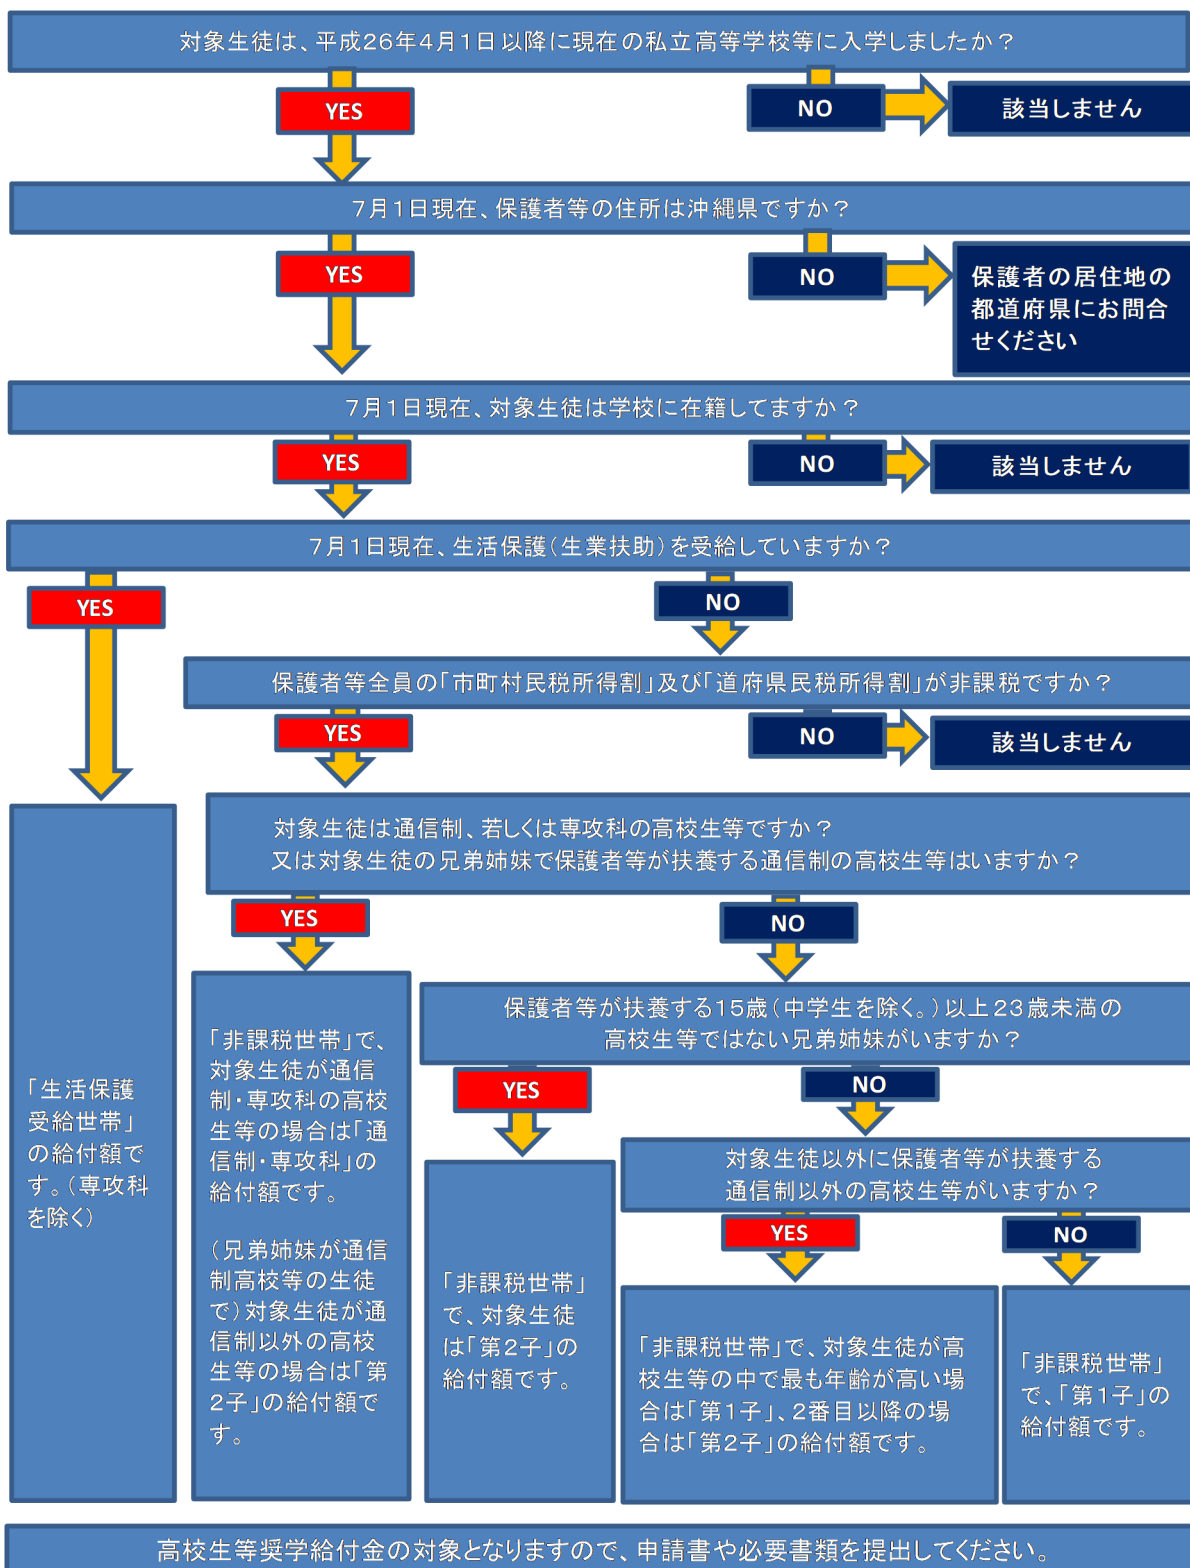 対象生徒は、平成26年4月1日以降に現在の私立高等学校等に入学しましたか？
YES
NO
該当しません
7月1日現在、保護者等の住所は沖縄県ですか？
YES
NO
保護者の居住地の
都道府県にお問合
せください
7月1日現在、対象生徒は学校に在籍してますか？
YES
NO
該当しません
7月1日現在、生活保護（生業扶助）を受給していますか？
YES
NO
保護者等全員の「市町村民税所得割」及び「道府県民税所得割」が非課税ですか？
YES
NO
該当しません
対象生徒は通信制、若しくは専攻科の高校生等ですか？
又は対象生徒の兄弟姉妹で保護者等が扶養する通信制の高校生等はいますか？
YES
NO
保護者等が扶養する15歳（中学生を除く。）以上23歳未満の
高校生等ではない兄弟姉妹がいますか？
YES
NO
対象生徒以外に保護者等が扶養する
通信制以外の高校生等がいますか？
YES
NO
「生活保護
受給世帯」
の給付額で
す。（専攻科
を除く）
「非課税世帯」で、
対象生徒が通信
制・専攻科の高校
生等の場合は「通
信制・専攻科」の
給付額です。
（兄弟姉妹が通信
制高校等の生徒
で）対象生徒が通
信制以外の高校
生等の場合は「第
2子」の給付額で
す。
「非課税世帯」
で、対象生徒
は「第2子」の
給付額です。
「非課税世帯」で、対象生徒が高
校生等の中で最も年齢が高い場
合は「第1子」、2番目以降の場
合は「第2子」の給付額です。
「非課税世帯」
で、「第1子」の
給付額です。
高校生等奨学給付金の対象となりますので、申請書や必要書類を提出してください。